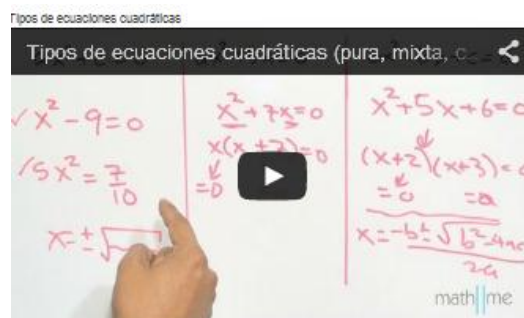 Tipos de ecuaciones cuadráticas
Tipos de ecuaciones cuadráticas (pura, mixta, c
x² - 9 = 0
5x² = 7/10
x = ±√
x² + 7x = 0
x(x + 7) = 0
= 0
x² + 5x + 6 = 0
(x + 2)(x + 3) = 0
= 0 = 0
x = -b ± √b² - 4ac
2a
math||me